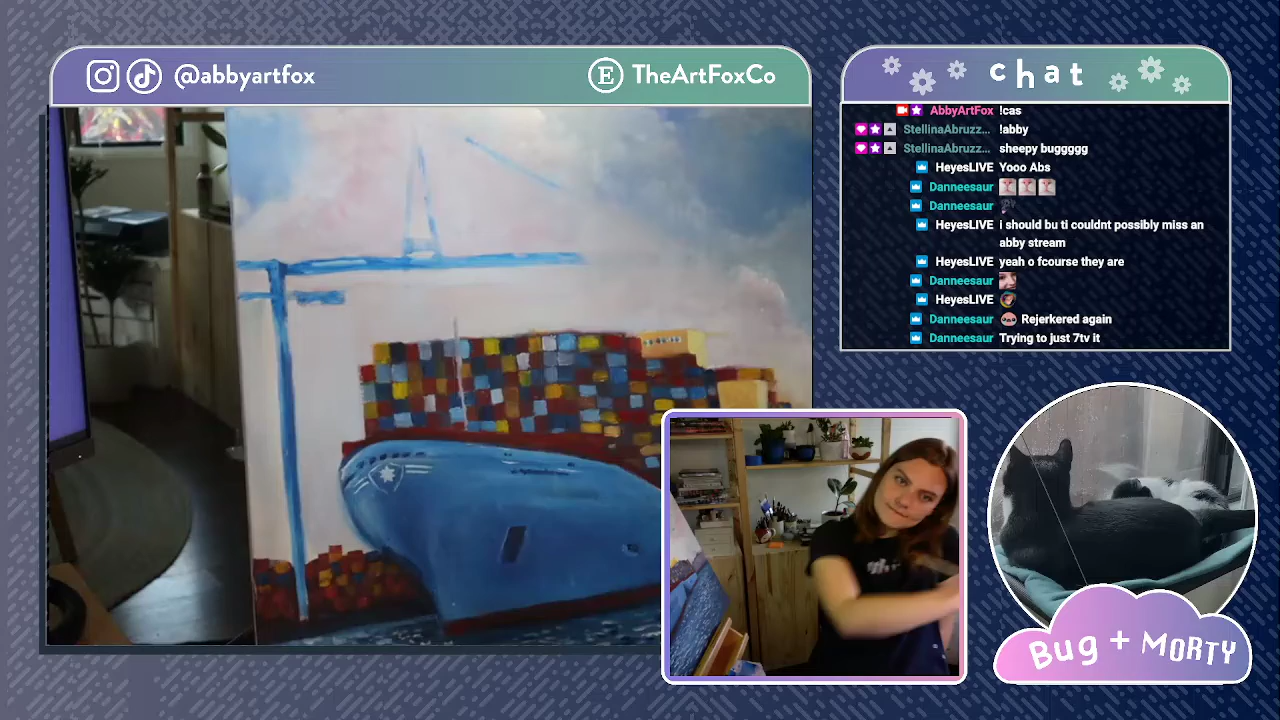 @abbyartfox
E TheArtFoxCo
chat
AbbyArtFox !cas
StellinaAbruzz... !abby
StellinaAbruzz... sheepy buggggg
HeyesLIVE Yooo Abs
Danneesaur
Danneesaur
HeyesLIVE i should bu ti couldnt possibly miss an
abby stream
HeyesLIVE yeah o fcourse they are
Danneesaur
HeyesLIVE
Danneesaur Rejerkered again
Danneesaur Trying to just 7tv it
Bug + MORTY